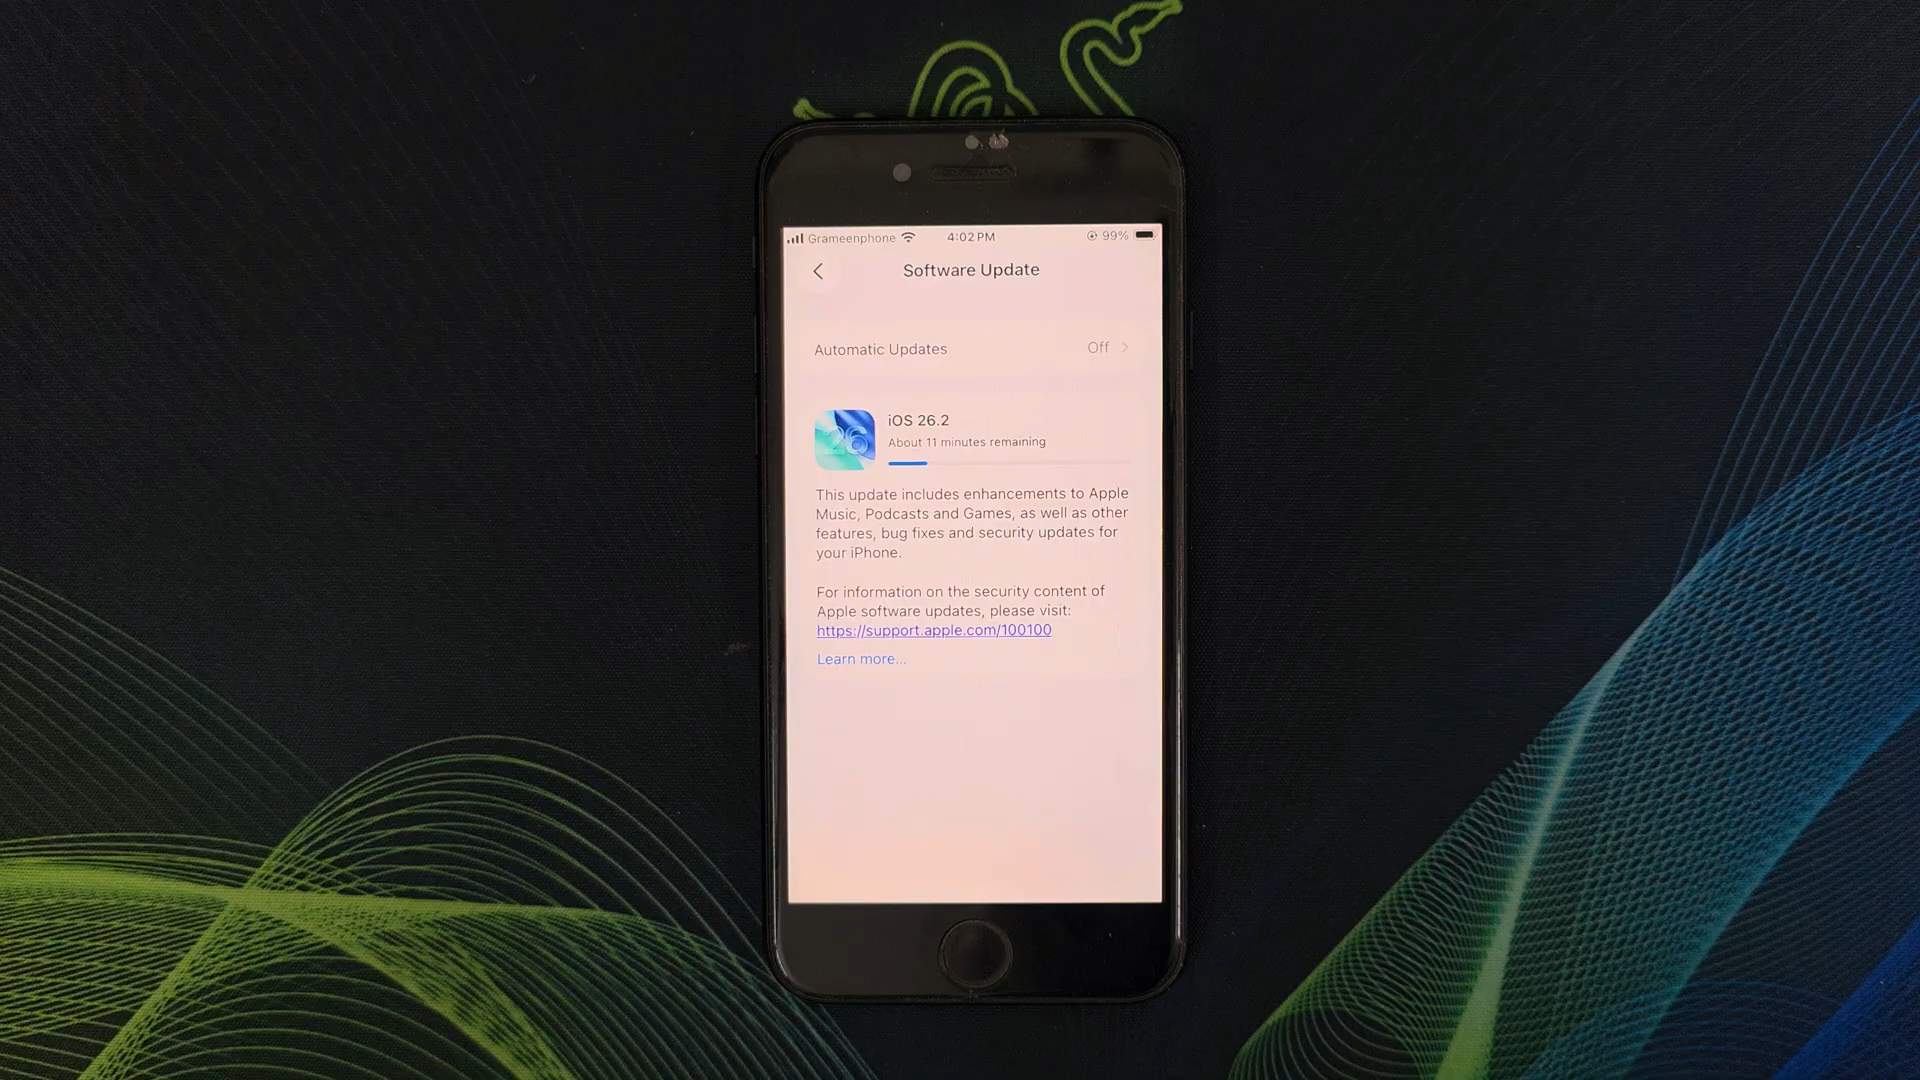 Grameenphone 4:02 PM 99%
Software Update
Automatic Updates Off
26
iOS 26.2
About 11 minutes remaining
This update includes enhancements to Apple
Music, Podcasts and Games, as well as other
features, bug fixes and security updates for
your iPhone.
For information on the security content of
Apple software updates, please visit:
https://support.apple.com/100100
Learn more...